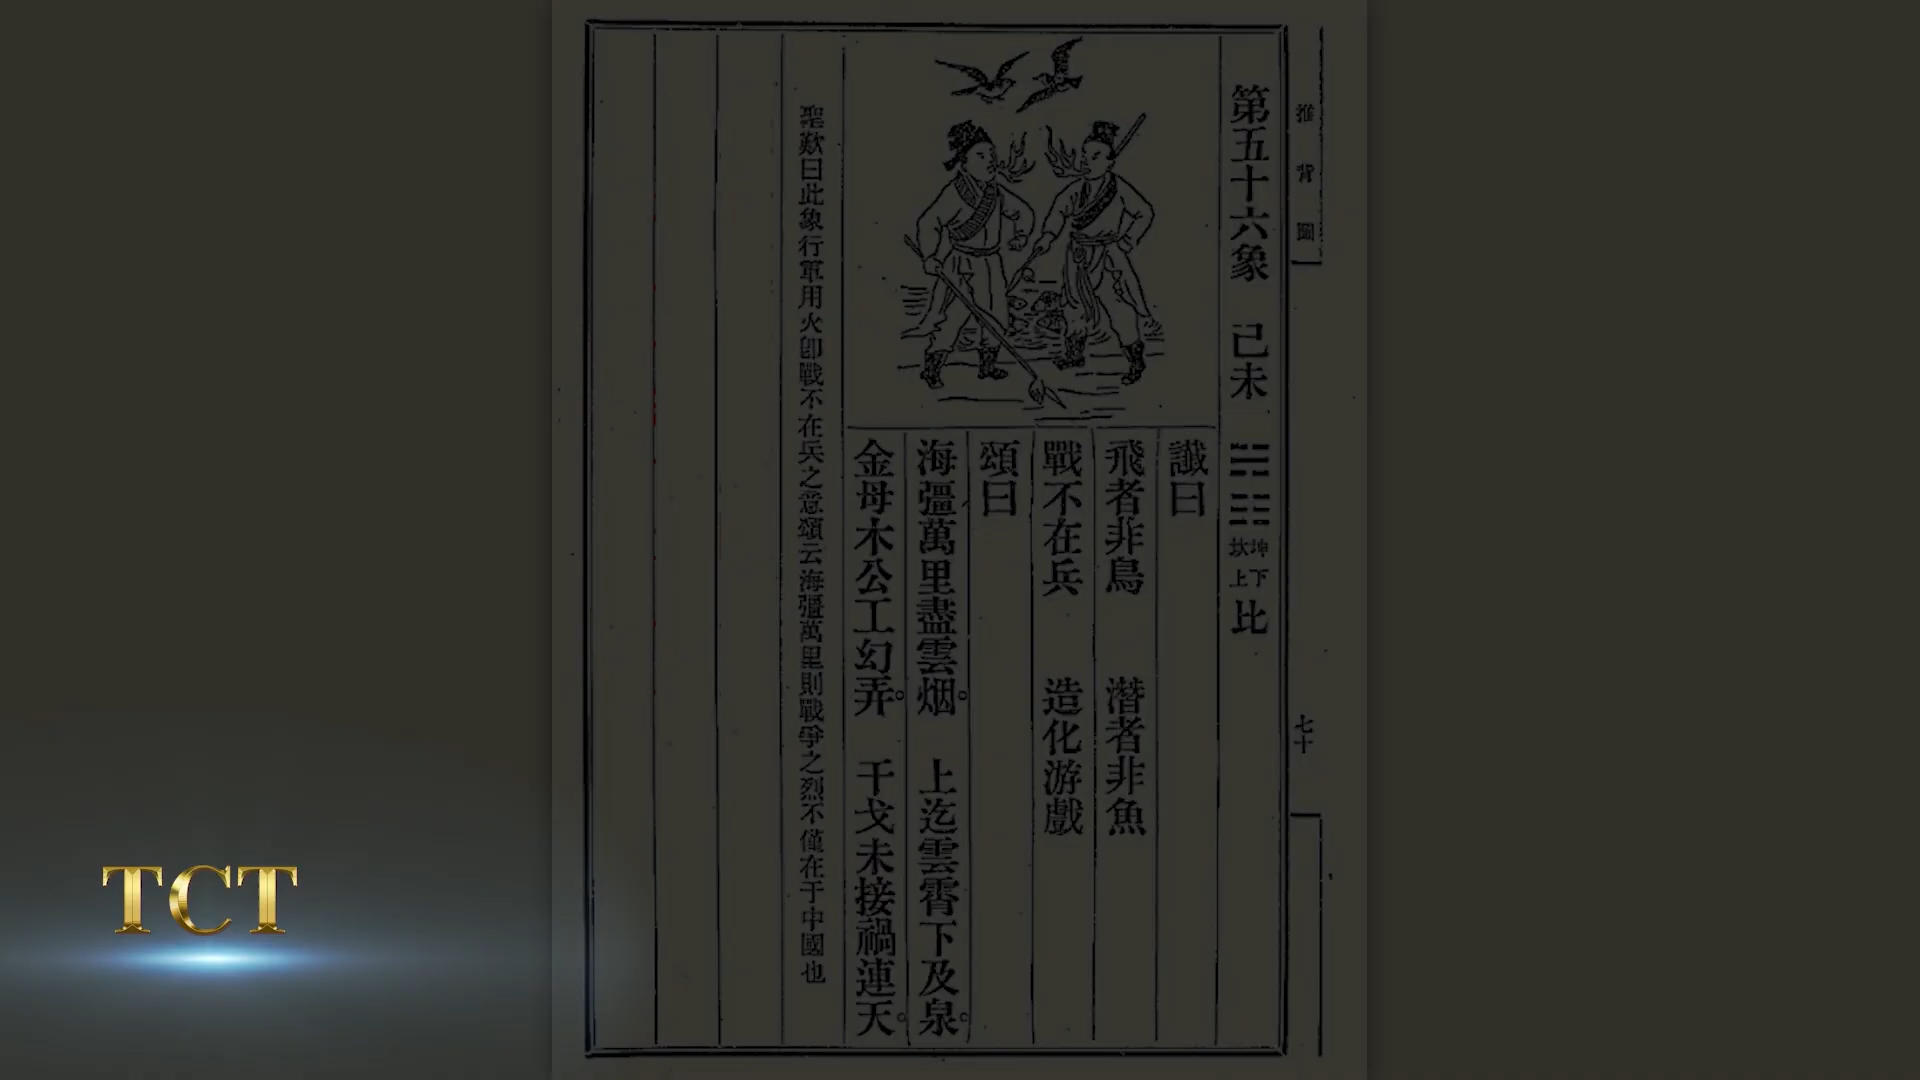 推背圖
七十
第五十六象 己未 坎上 坤下 比
讖曰
飛者非鳥 潛者非魚
戰不在兵 造化游戲
頌曰
海彊萬里盡雲烟。 上迄雲霄下及泉。
金母木公工幻弄。 干戈未接禍連天。
聖歎曰此象行軍用火即戰不在兵之意頌云海彊萬里則戰爭之烈不僅在于中國也
TCT